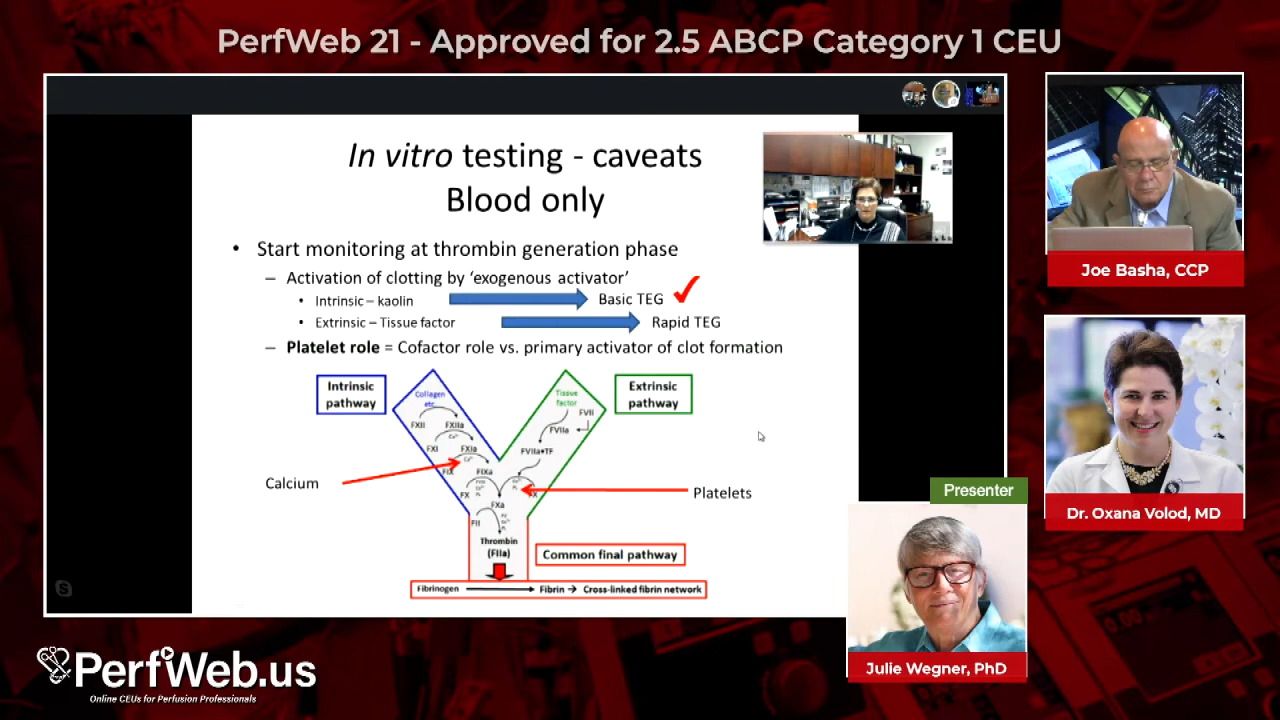 PerfWeb 21 - Approved for 2.5 ABCP Category 1 CEU
In vitro testing - caveats
Blood only
• Start monitoring at thrombin generation phase
– Activation of clotting by ‘exogenous activator’
• Intrinsic – kaolin
Basic TEG
• Extrinsic – Tissue factor
Rapid TEG
– Platelet role = Cofactor role vs. primary activator of clot formation
Intrinsic
pathway
Collagen
etc.
FXII
FXIIa
FXI
FXIa
FIX
FIXa
FX
Tissue
factor
FVII
FVIIa
FVIIa•TF
FX
Extrinsic
pathway
Calcium
Platelets
FXa
FII
Thrombin
(FIIa)
Common final pathway
Fibrinogen
Fibrin → Cross-linked fibrin network
Joe Basha, CCP
Dr. Oxana Volod, MD
Presenter
Julie Wegner, PhD
PerfWeb.us
Online CEUs for Perfusion Professionals